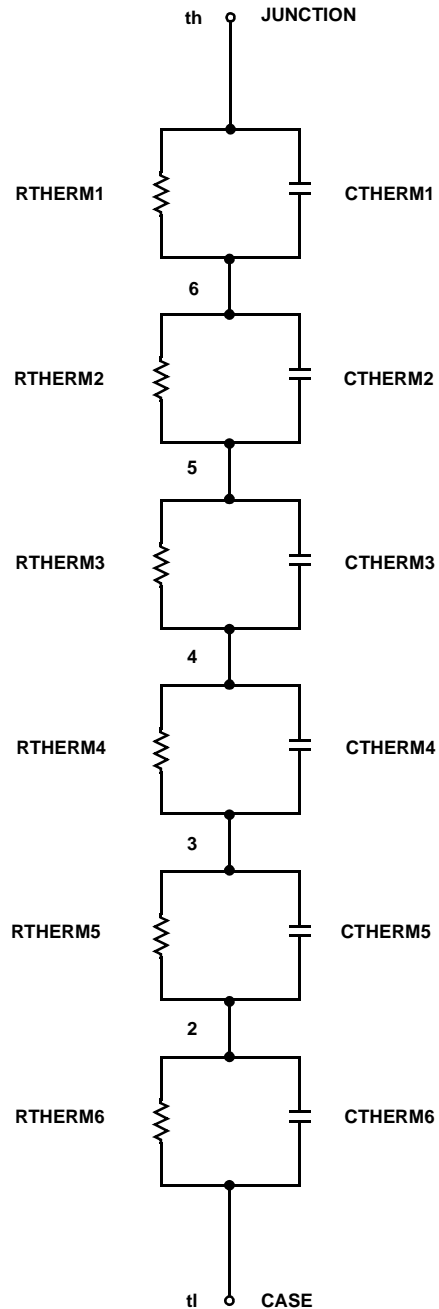 th JUNCTION
RTHERM1 CTHERM1
6
RTHERM2 CTHERM2
5
RTHERM3 CTHERM3
4
RTHERM4 CTHERM4
3
RTHERM5 CTHERM5
2
RTHERM6 CTHERM6
tl CASE